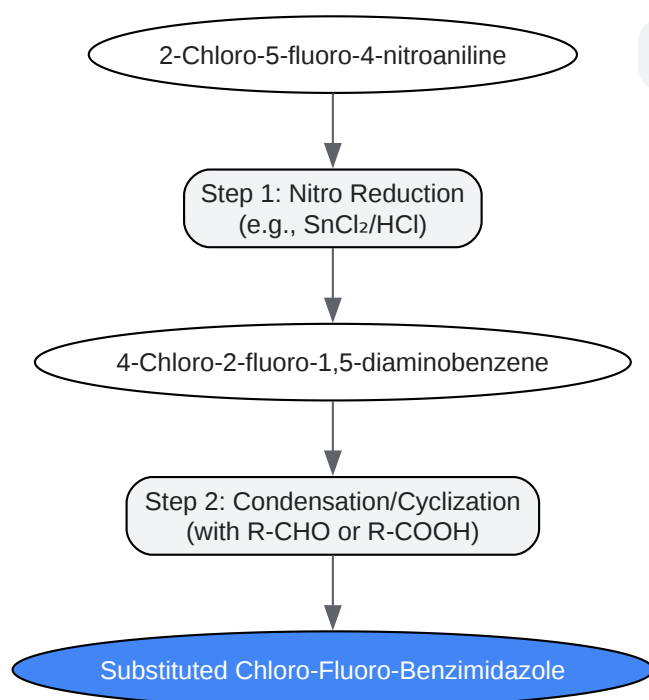 2-Chloro-5-fluoro-4-nitroaniline
Step 1: Nitro Reduction
(e.g., SnCl₂/HCl)
4-Chloro-2-fluoro-1,5-diaminobenzene
Step 2: Condensation/Cyclization
(with R-CHO or R-COOH)
Substituted Chloro-Fluoro-Benzimidazole